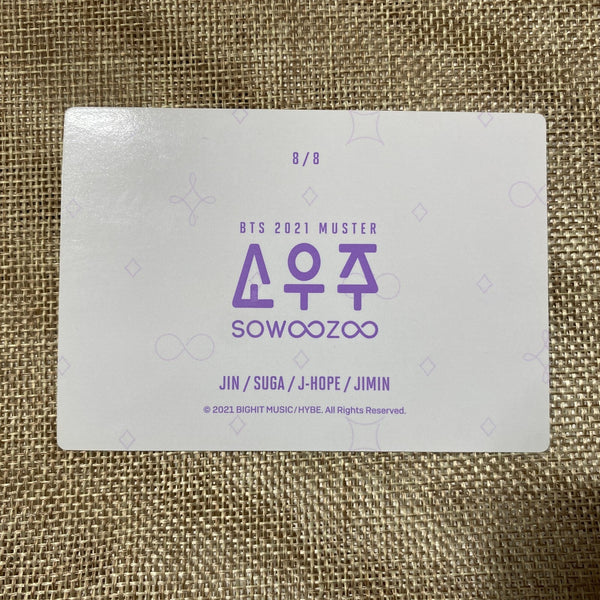 8/8
BTS 2021 MUSTER
소우주
SOWOOZOO
JIN / SUGA / J-HOPE / JIMIN
© 2021 BIGHIT MUSIC/HYBE. All Rights Reserved.